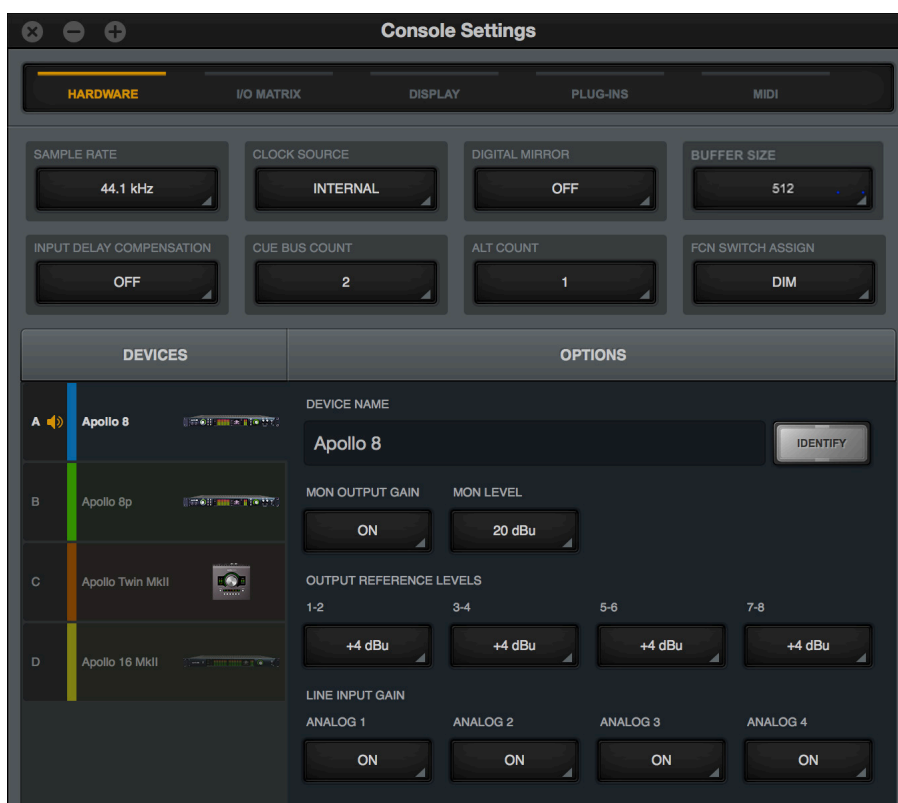 Console Settings
HARDWARE I/O MATRIX DISPLAY PLUG-INS MIDI
SAMPLE RATE CLOCK SOURCE DIGITAL MIRROR BUFFER SIZE
44.1 kHz INTERNAL OFF 512
INPUT DELAY COMPENSATION CUE BUS COUNT ALT COUNT FCN SWITCH ASSIGN
OFF 2 1 DIM
DEVICES OPTIONS
A Apollo 8
B Apollo 8p
C Apollo Twin MkII
D Apollo 16 MkII
DEVICE NAME
Apollo 8 IDENTIFY
MON OUTPUT GAIN MON LEVEL
ON 20 dBu
OUTPUT REFERENCE LEVELS
1-2 3-4 5-6 7-8
+4 dBu +4 dBu +4 dBu +4 dBu
LINE INPUT GAIN
ANALOG 1 ANALOG 2 ANALOG 3 ANALOG 4
ON ON ON ON